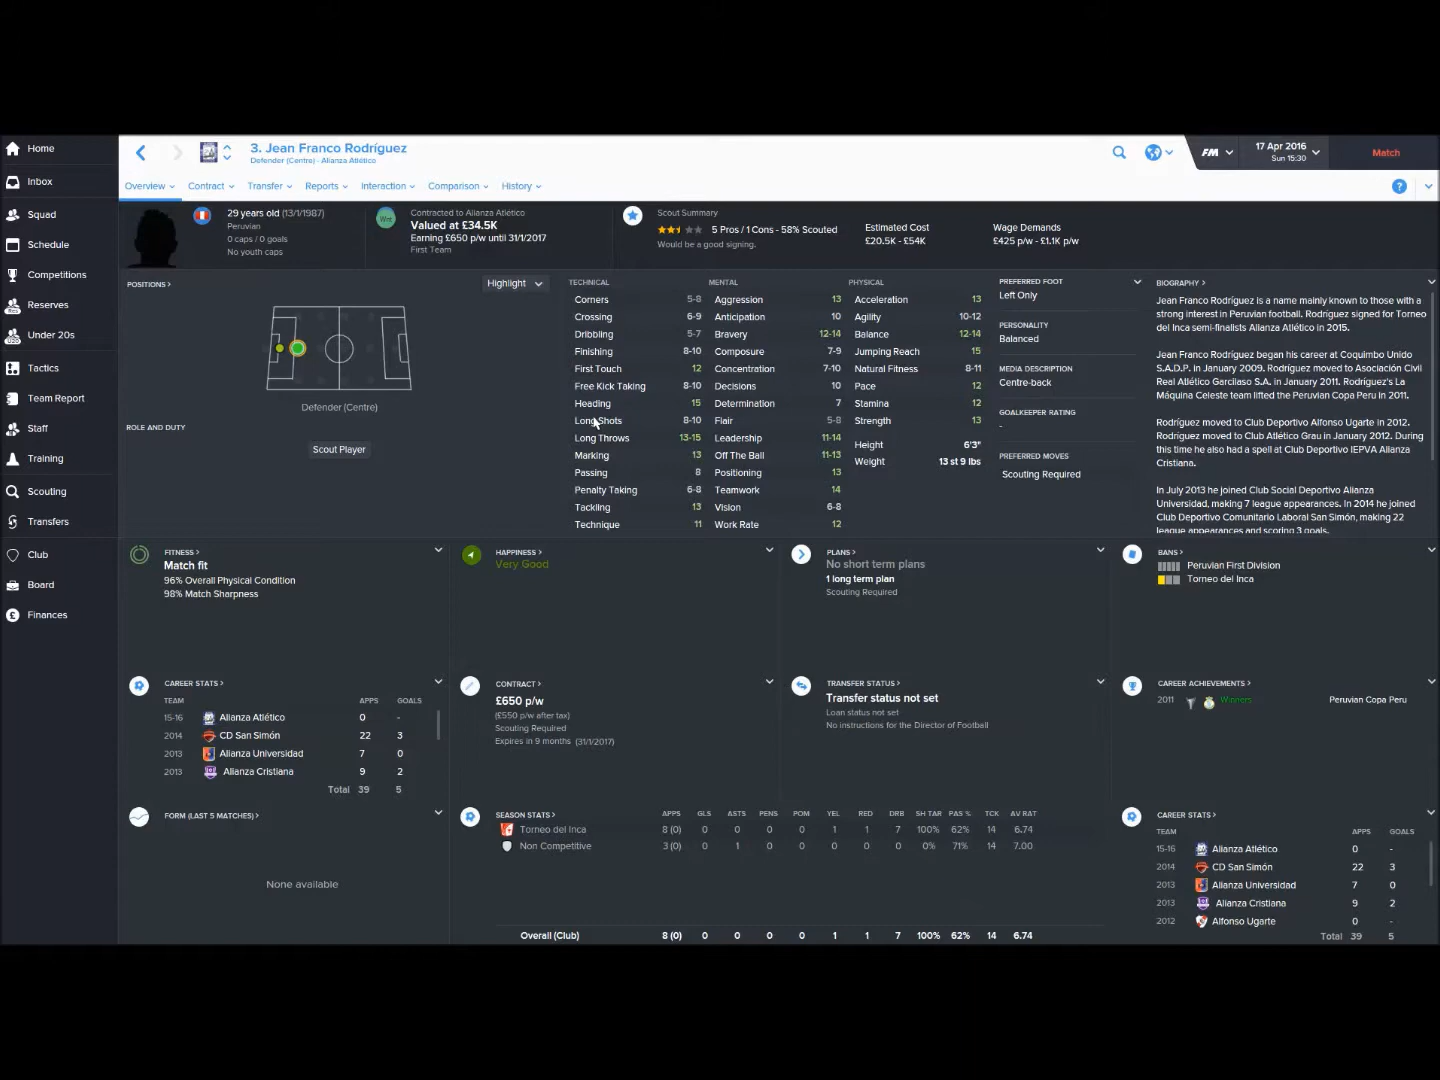 Home
Inbox
Squad
Schedule
Competitions
Reserves
Under 20s
Tactics
Team Report
Staff
Training
Scouting
Transfers
Club
Board
Finances
3. Jean Franco Rodríguez
Defender (Centre) - Alianza Atlético
FM
17 Apr 2016
Sun 15:30
Match
Overview Contract Transfer Reports Interaction Comparison History
?
29 years old (13/1/1987)
Peruvian
0 caps / 0 goals
No youth caps
Wre
Contracted to Alianza Atlético
Valued at £34.5K
Earning £650 p/w until 31/1/2017
First Team
Scout Summary
5 Pros / 1 Cons - 58% Scouted
Would be a good signing.
Estimated Cost
£20.5K - £54K
Wage Demands
£425 p/w - £1.1K p/w
POSITIONS >
Highlight
Defender (Centre)
ROLE AND DUTY
Scout Player
TECHNICAL
Corners 5-8
Crossing 6-9
Dribbling 5-7
Finishing 8-10
First Touch 12
Free Kick Taking 8-10
Heading 15
Long Shots 8-10
Long Throws 13-15
Marking 13
Passing 8
Penalty Taking 6-8
Tackling 13
Technique 11
MENTAL
Aggression 13
Anticipation 10
Bravery 12-14
Composure 7-9
Concentration 7-10
Decisions 10
Determination 7
Flair 5-8
Leadership 11-14
Off The Ball 11-13
Positioning 13
Teamwork 14
Vision 6-8
Work Rate 12
PHYSICAL
Acceleration 13
Agility 10-12
Balance 12-14
Jumping Reach 15
Natural Fitness 8-11
Pace 12
Stamina 12
Strength 13
Height 6'3"
Weight 13 st 9 lbs
PREFERRED FOOT
Left Only
PERSONALITY
Balanced
MEDIA DESCRIPTION
Centre-back
GOALKEEPER RATING
-
PREFERRED MOVES
Scouting Required
BIOGRAPHY >
Jean Franco Rodríguez is a name mainly known to those with a
strong interest in Peruvian football. Rodríguez signed for Torneo
del Inca semi-finalists Alianza Atlético in 2015.
Jean Franco Rodríguez began his career at Coquimbo Unido
S.A.D.P. in January 2009. Rodríguez moved to Asociación Civil
Real Atlético Garcilaso S.A. in January 2011. Rodríguez's La
Máquina Celeste team lifted the Peruvian Copa Peru in 2011.
Rodríguez moved to Club Deportivo Alfonso Ugarte in 2012.
Rodríguez moved to Club Atlético Grau in January 2012. During
this time he also had a spell at Club Deportivo IEPVA Alianza
Cristiana.
In July 2013 he joined Club Social Deportivo Alianza
Universidad, making 7 league appearances. In 2014 he joined
Club Deportivo Comunitario Laboral San Simón, making 22
league appearances and scoring 3 goals.
FITNESS >
Match fit
96% Overall Physical Condition
98% Match Sharpness
HAPPINESS >
Very Good
PLANS >
No short term plans
1 long term plan
Scouting Required
BANS >
Peruvian First Division
Torneo del Inca
CAREER STATS >
TEAM APPS GOALS
15-16 Alianza Atlético 0 -
2014 CD San Simón 22 3
2013 Alianza Universidad 7 0
2013 Alianza Cristiana 9 2
Total 39 5
CONTRACT >
£650 p/w
(£550 p/w after tax)
Scouting Required
Expires in 9 months (31/1/2017)
TRANSFER STATUS >
Transfer status not set
Loan status not set
No instructions for the Director of Football
CAREER ACHIEVEMENTS >
2011 Winners Peruvian Copa Peru
FORM (LAST 5 MATCHES) >
None available
SEASON STATS > APPS GLS ASTS PENS POM YEL RED DRB SH TAR PAS % TCK AV RAT
Torneo del Inca 8 (0) 0 0 0 0 1 1 7 100% 62% 14 6.74
Non Competitive 3 (0) 0 1 0 0 0 0 0 0% 71% 14 7.00
Overall (Club) 8 (0) 0 0 0 0 1 1 7 100% 62% 14 6.74
CAREER STATS >
TEAM APPS GOALS
15-16 Alianza Atlético 0 -
2014 CD San Simón 22 3
2013 Alianza Universidad 7 0
2013 Alianza Cristiana 9 2
2012 Alfonso Ugarte 0 -
Total 39 5